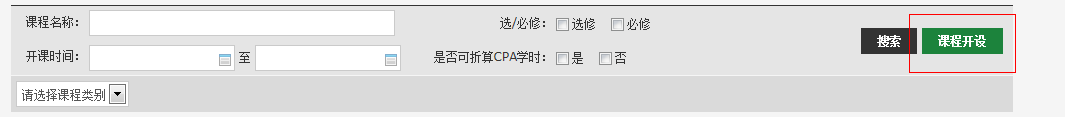 课程名称： 选/必修： 选修 必修
搜索 课程开设
开课时间： 至 是否可折算CPA学时： 是 否
请选择课程类别